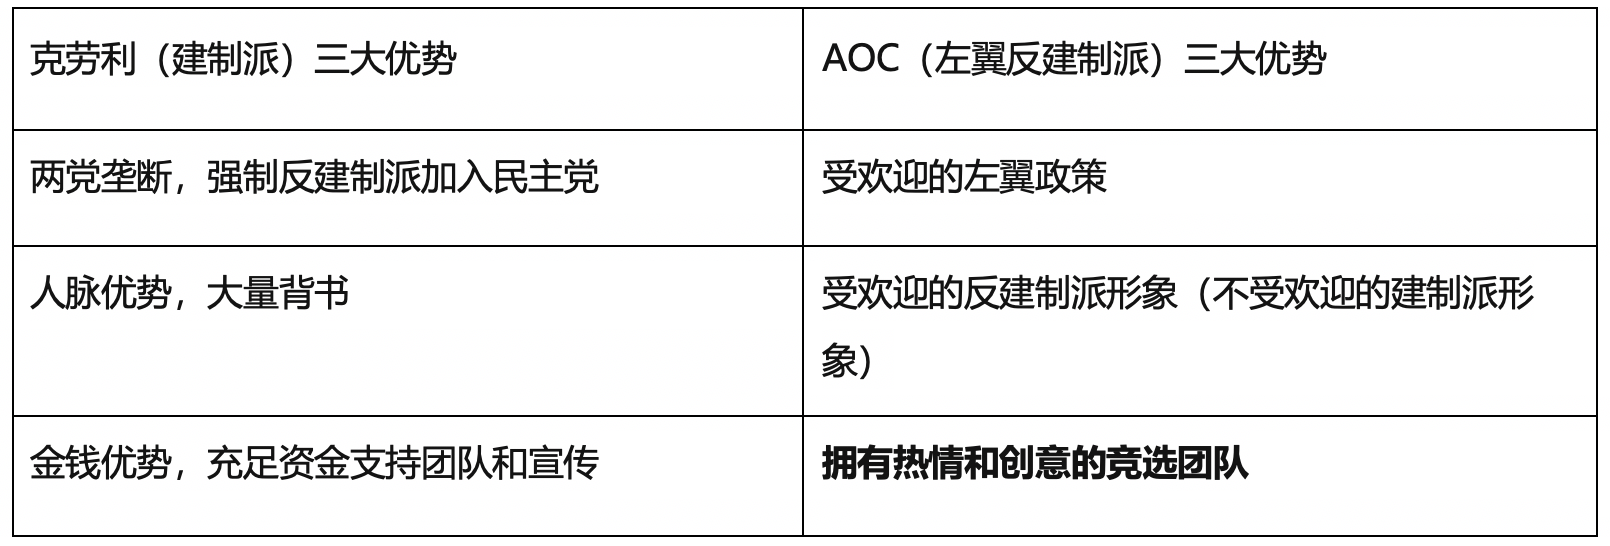 克劳利（建制派）三大优势
AOC（左翼反建制派）三大优势
两党垄断，强制反建制派加入民主党
受欢迎的左翼政策
人脉优势，大量背书
受欢迎的反建制派形象（不受欢迎的建制派形
象）
金钱优势，充足资金支持团队和宣传
拥有热情和创意的竞选团队